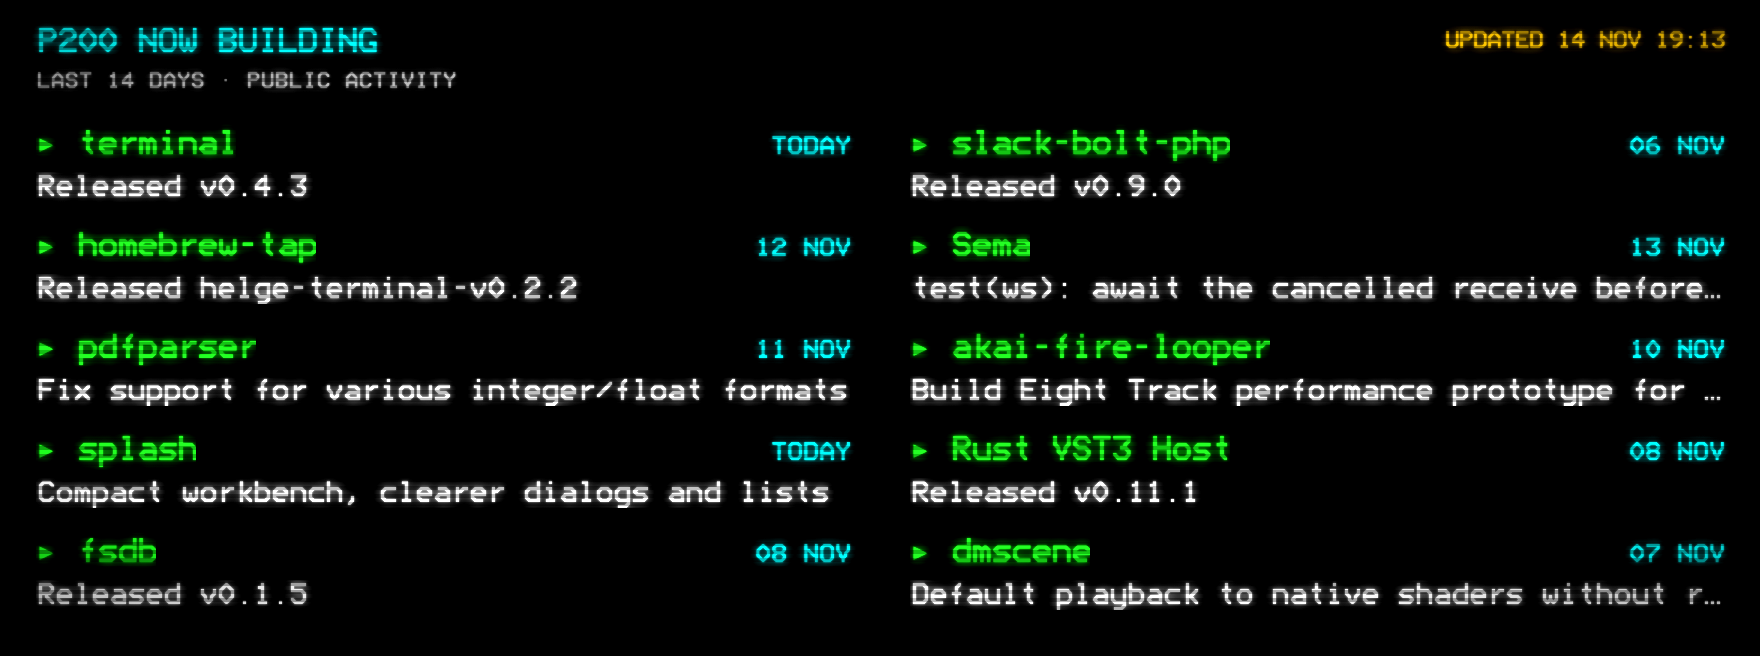 P200 NOW BUILDING
UPDATED 14 NOV 19:13
LAST 14 DAYS · PUBLIC ACTIVITY
► terminal TODAY
Released v0.4.3
► homebrew-tap 12 NOV
Released helge-terminal-v0.2.2
► pdfparser 11 NOV
Fix support for various integer/float formats
► splash TODAY
Compact workbench, clearer dialogs and lists
► fsdb 08 NOV
Released v0.1.5
► slack-bolt-php 06 NOV
Released v0.9.0
► Sema 13 NOV
test(ws): await the cancelled receive before…
► akai-fire-looper 10 NOV
Build Eight Track performance prototype for …
► Rust VST3 Host 08 NOV
Released v0.11.1
► dmscene 07 NOV
Default playback to native shaders without r…